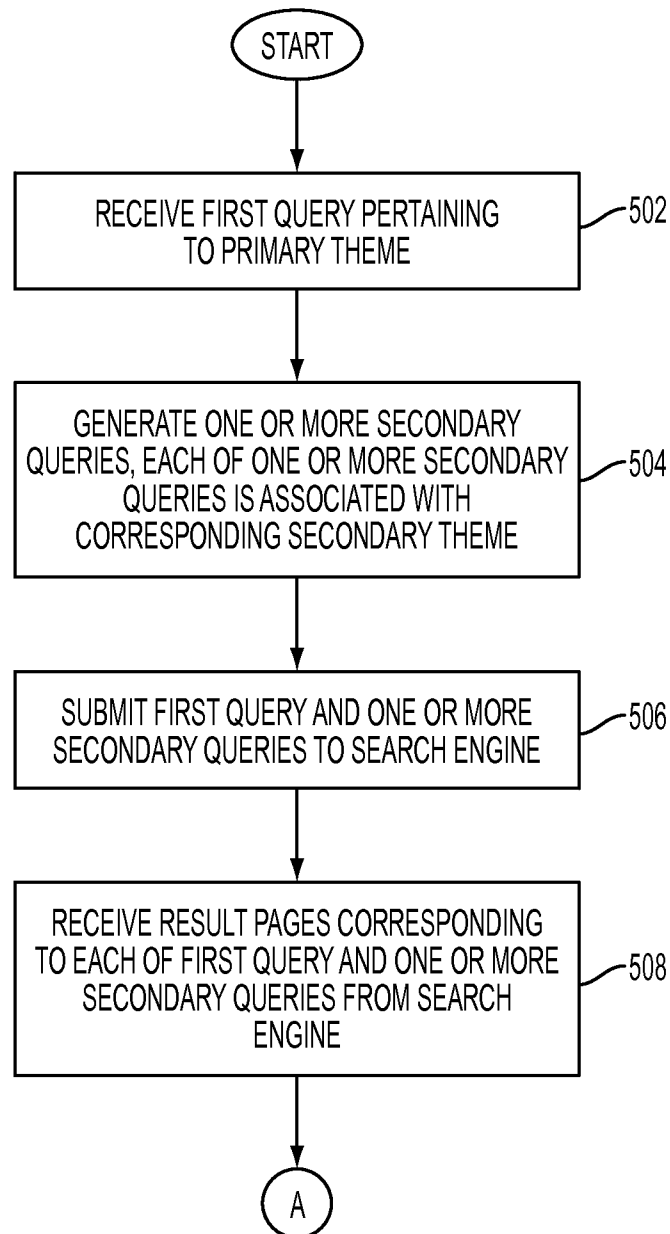 START
RECEIVE FIRST QUERY PERTAINING
TO PRIMARY THEME
502
GENERATE ONE OR MORE SECONDARY
QUERIES, EACH OF ONE OR MORE SECONDARY
QUERIES IS ASSOCIATED WITH
CORRESPONDING SECONDARY THEME
504
SUBMIT FIRST QUERY AND ONE OR MORE
SECONDARY QUERIES TO SEARCH ENGINE
506
RECEIVE RESULT PAGES CORRESPONDING
TO EACH OF FIRST QUERY AND ONE OR MORE
SECONDARY QUERIES FROM SEARCH
ENGINE
508
A